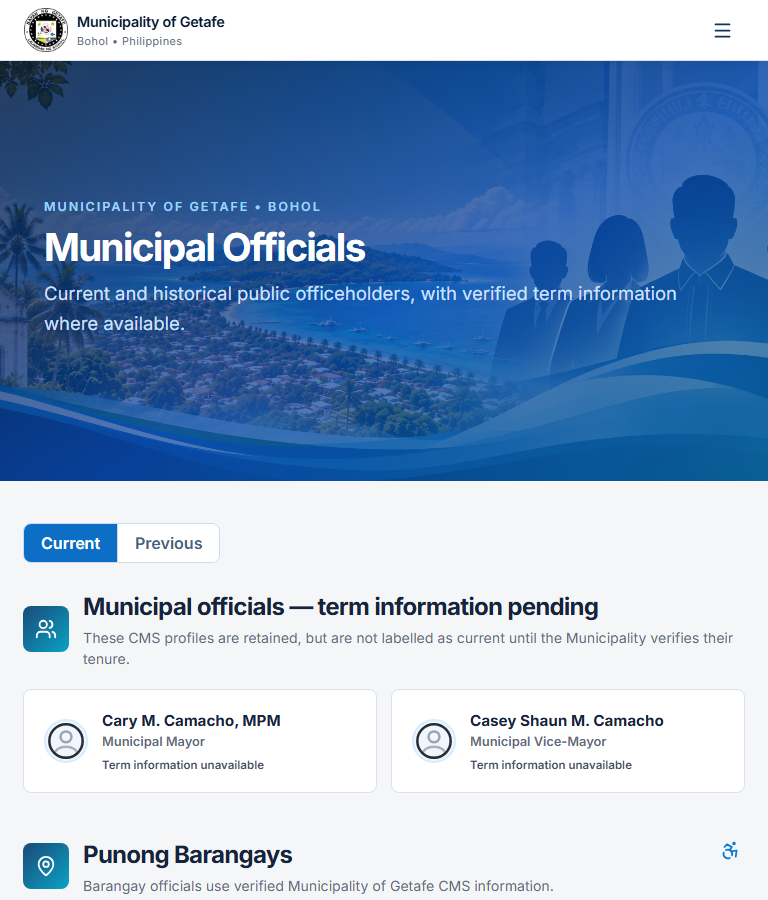 Municipality of Getafe
Bohol • Philippines
MUNICIPALITY OF GETAFE • BOHOL
Municipal Officials
Current and historical public officeholders, with verified term information
where available.
Current
Previous
Municipal officials — term information pending
These CMS profiles are retained, but are not labelled as current until the Municipality verifies their
tenure.
Cary M. Camacho, MPM
Municipal Mayor
Term information unavailable
Casey Shaun M. Camacho
Municipal Vice-Mayor
Term information unavailable
Punong Barangays
Barangay officials use verified Municipality of Getafe CMS information.